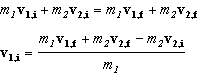 m₁v₁,i + m₂v₂,i = m₁v₁,f + m₂v₂,f
v₁,i = (m₁v₁,f + m₂v₂,f − m₂v₂,i) / m₁